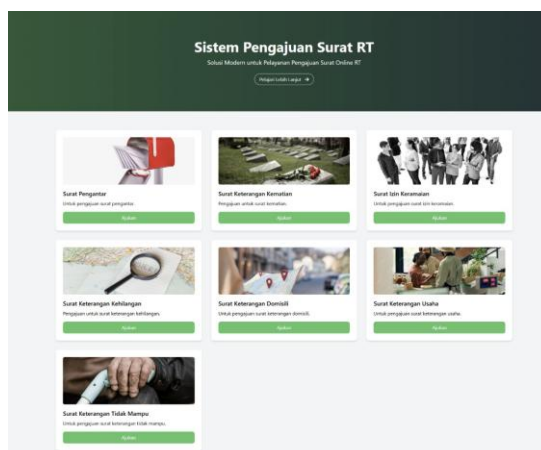 Sistem Pengajuan Surat RT
Solusi Modern untuk Pelayanan Pengajuan Surat Online RT
Pelajari Lebih Lanjut →
Surat Pengantar
Untuk pengajuan surat pengantar.
Ajukan
Surat Keterangan Kematian
Pengajuan untuk surat kematian.
Ajukan
Surat Izin Keramaian
Untuk pengajuan surat izin keramaian.
Ajukan
Surat Keterangan Kehilangan
Pengajuan untuk surat keterangan kehilangan.
Ajukan
Surat Keterangan Domisili
Untuk pengajuan surat keterangan domisili.
Ajukan
Surat Keterangan Usaha
Untuk pengajuan surat keterangan usaha.
Ajukan
Surat Keterangan Tidak Mampu
Untuk pengajuan surat keterangan tidak mampu.
Ajukan